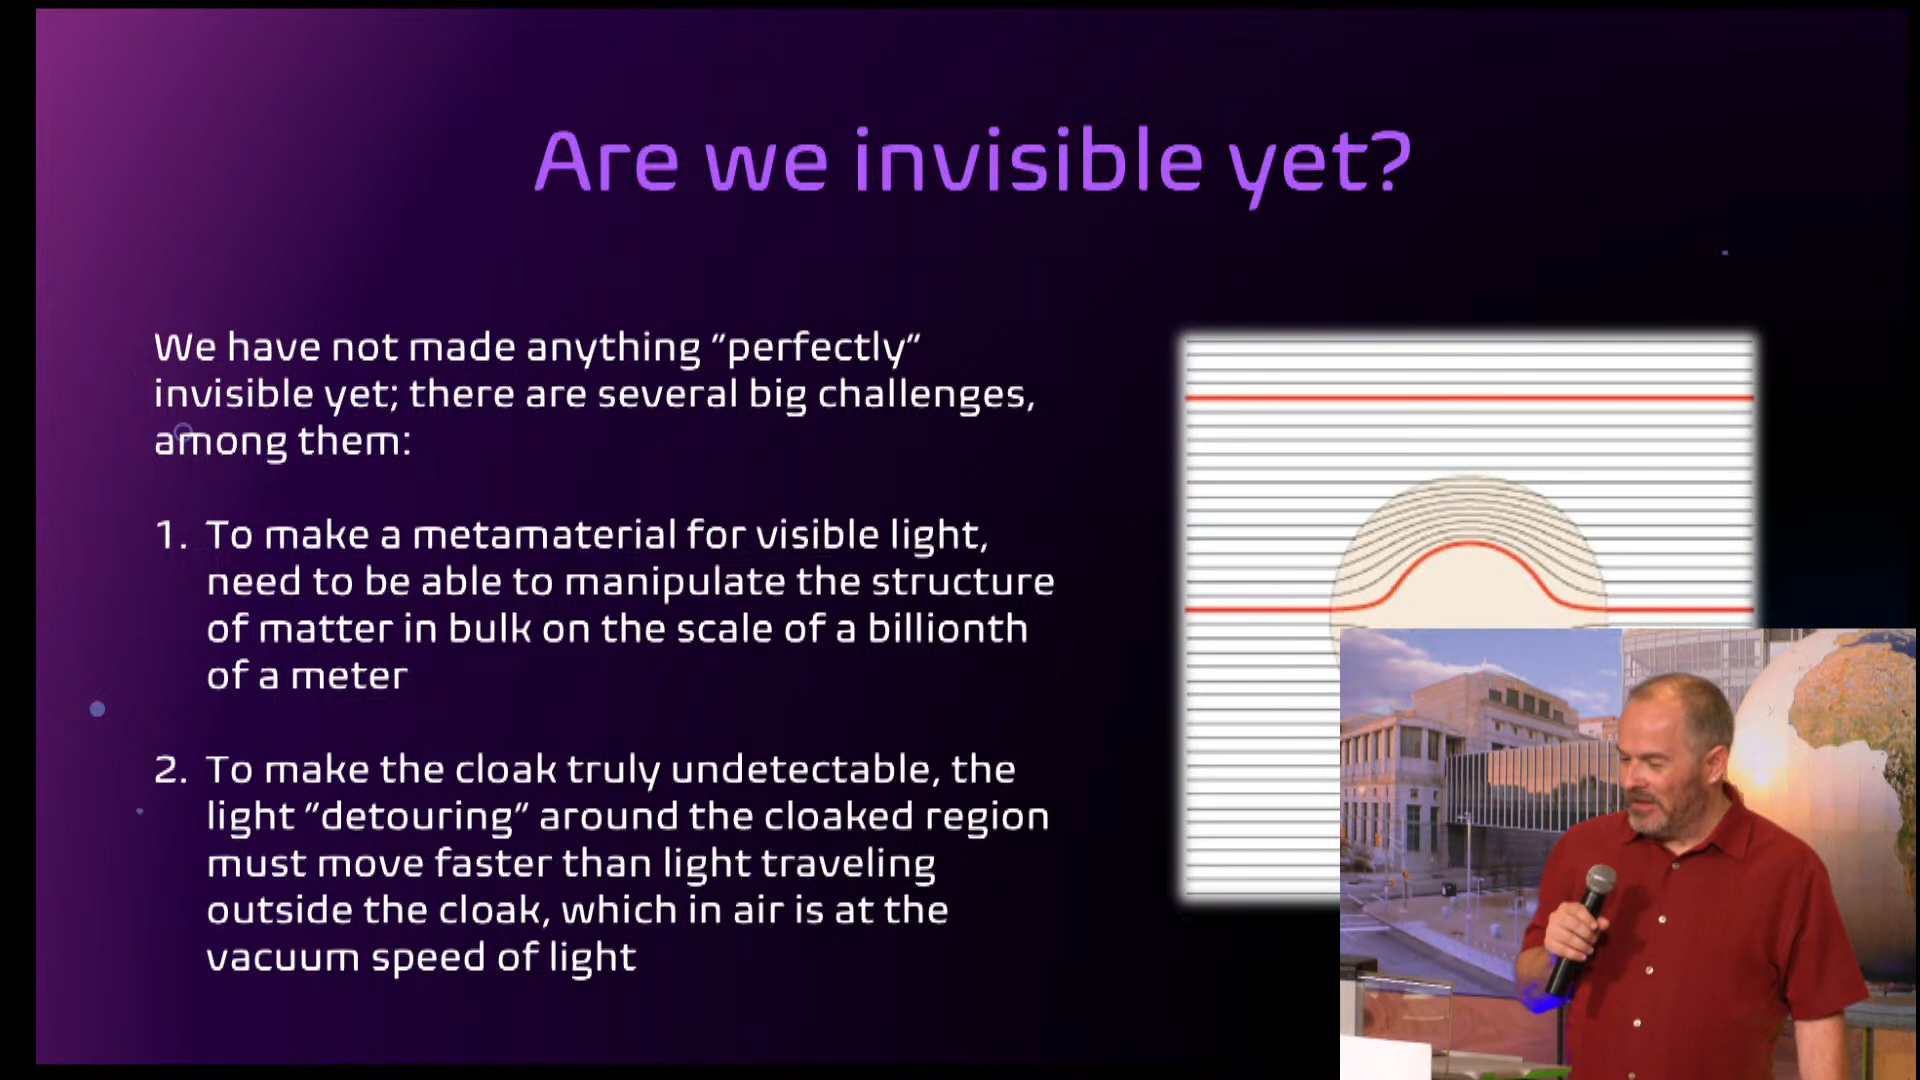 Are we invisible yet?
We have not made anything “perfectly”
invisible yet; there are several big challenges,
among them:
1. To make a metamaterial for visible light,
need to be able to manipulate the structure
of matter in bulk on the scale of a billionth
of a meter
2. To make the cloak truly undetectable, the
light “detouring” around the cloaked region
must move faster than light traveling
outside the cloak, which in air is at the
vacuum speed of light